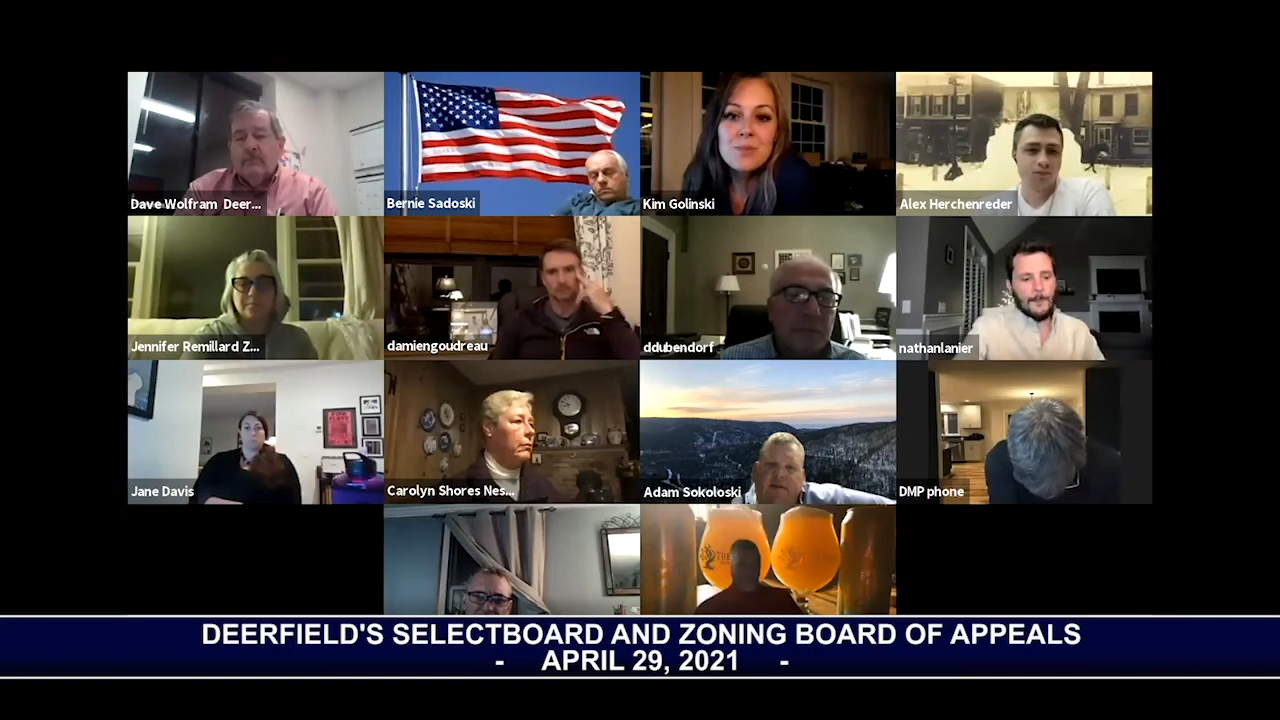 Dave Wolfram Deer...
Bernie Sadoski
Kim Golinski
Alex Herchenreder
Jennifer Remillard Z...
damiengoudreau
ddubendorf
nathanlanier
Jane Davis
Carolyn Shores Nes...
Adam Sokoloski
DMP phone
DEERFIELD'S SELECTBOARD AND ZONING BOARD OF APPEALS
- APRIL 29, 2021 -